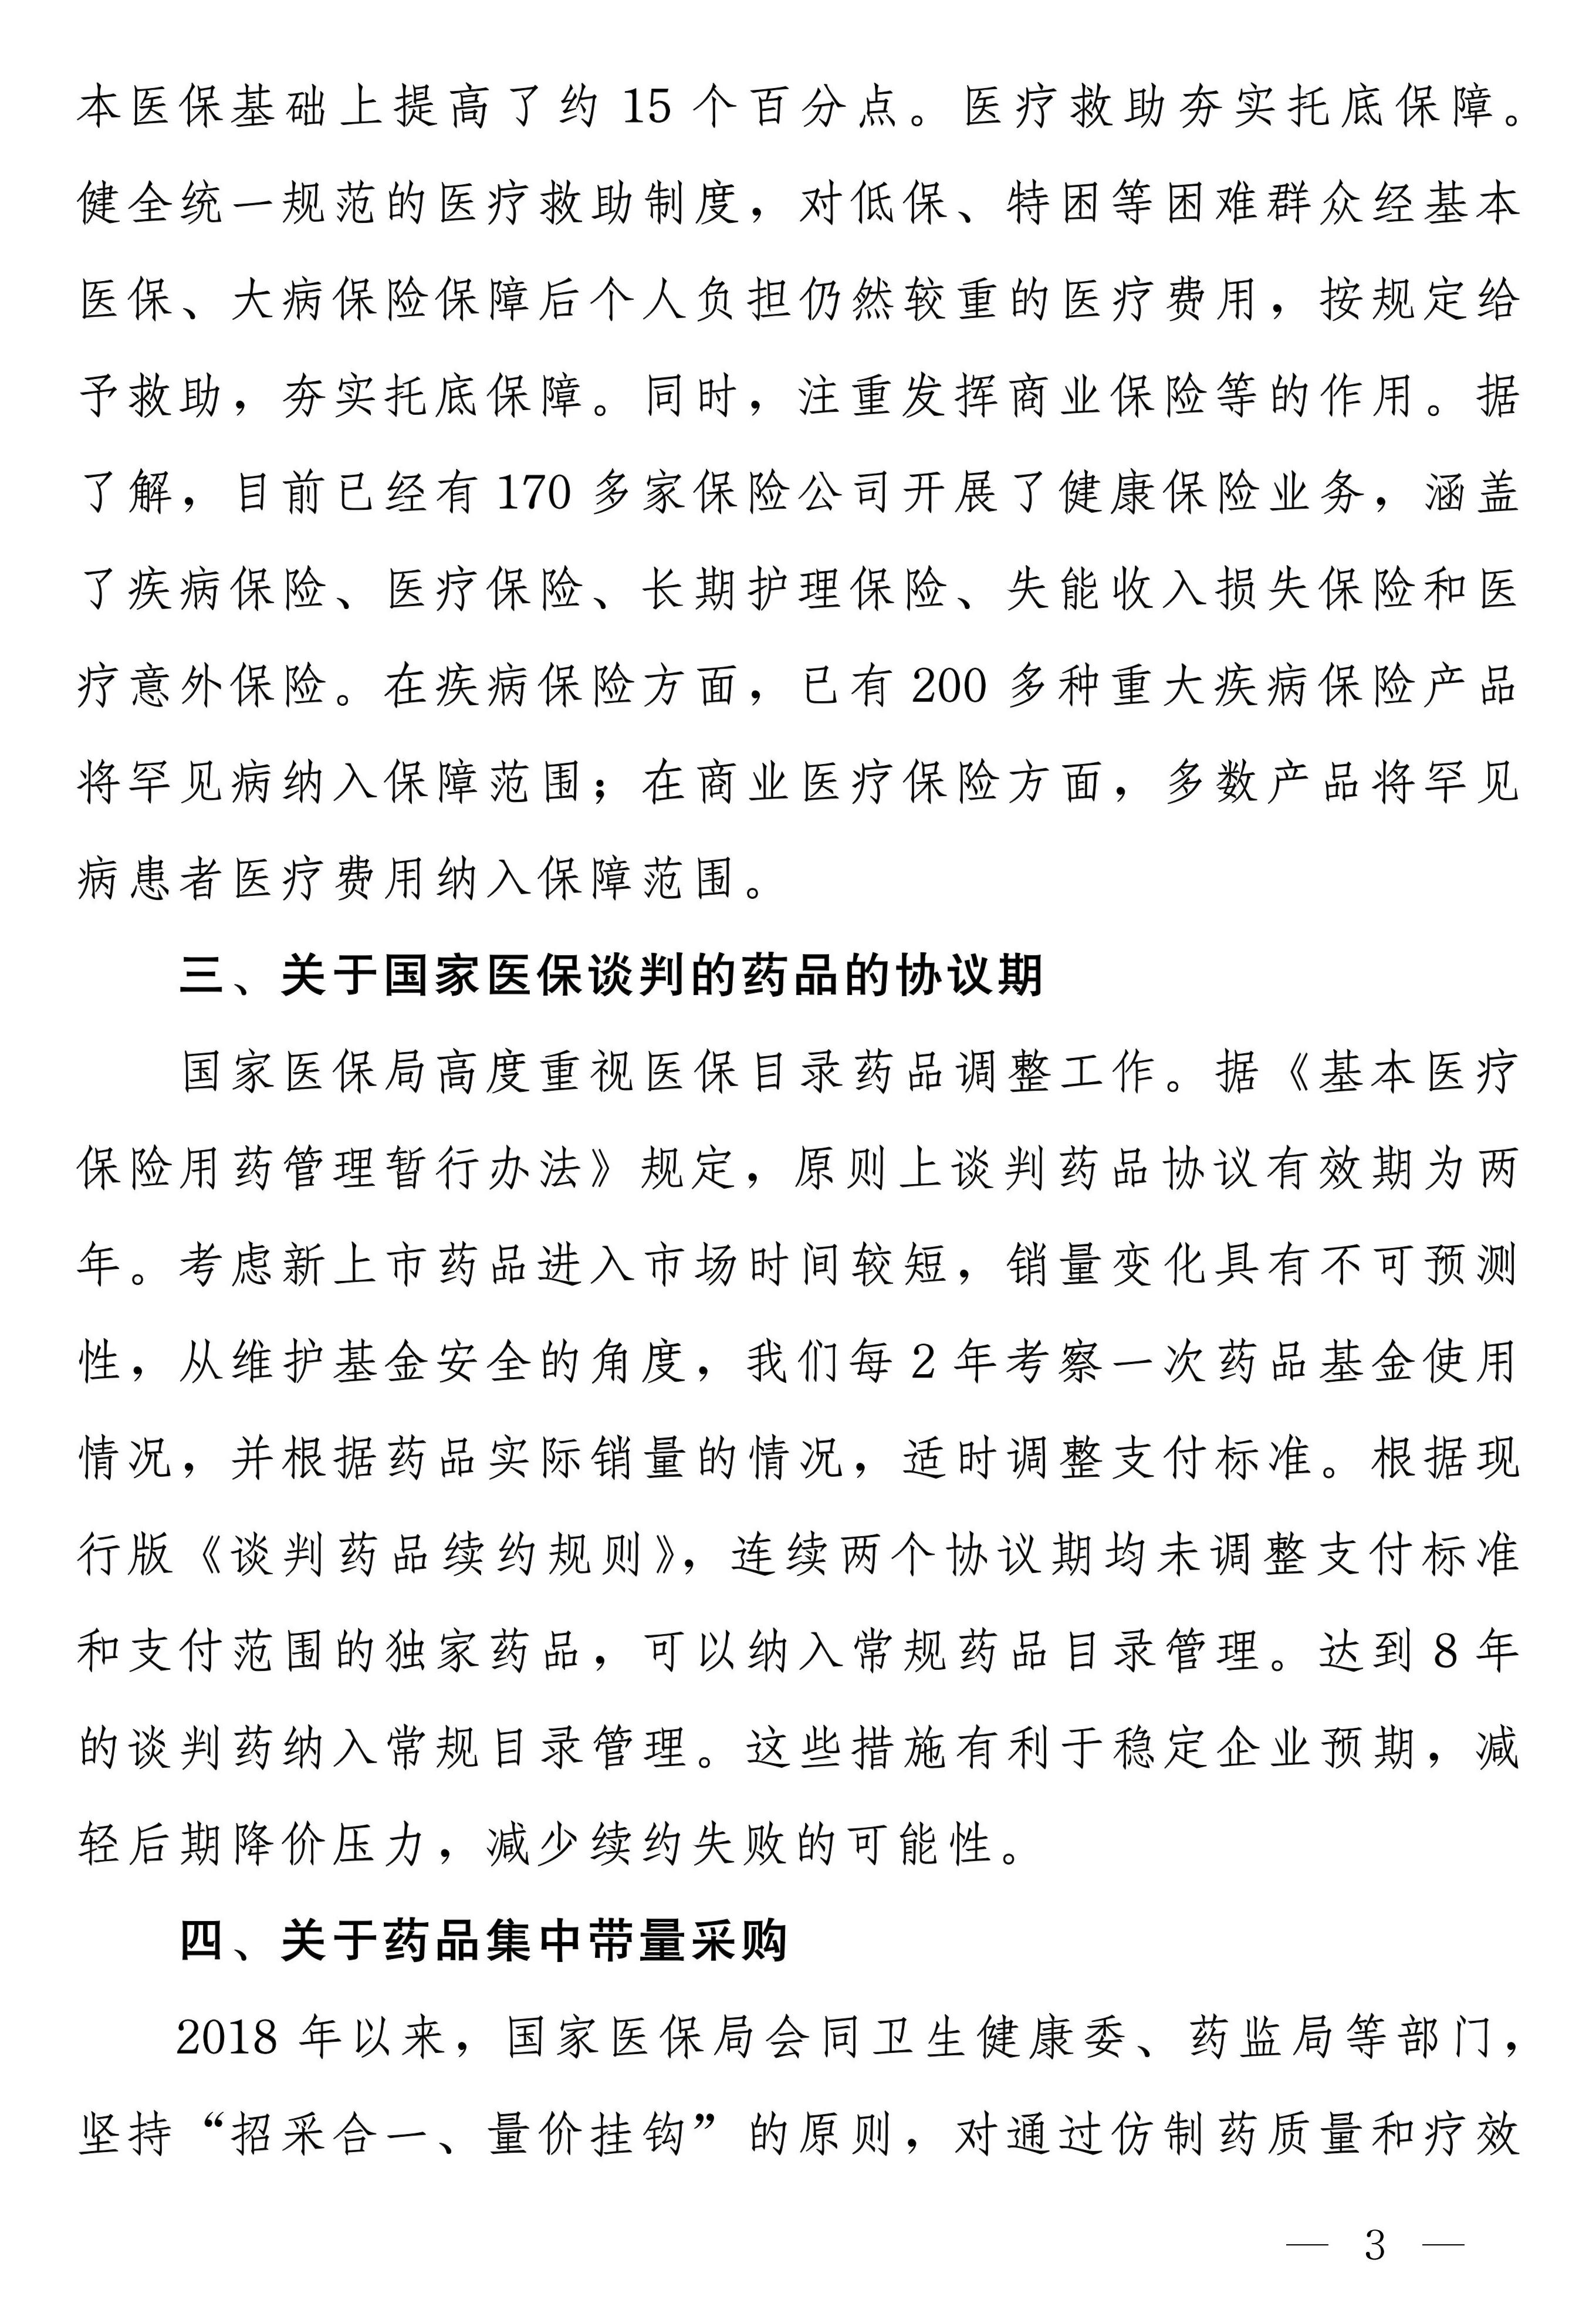 本医保基础上提高了约 15 个百分点。医疗救助夯实托底保障。
健全统一规范的医疗救助制度，对低保、特困等困难群众经基本
医保、大病保险保障后个人负担仍然较重的医疗费用，按规定给
予救助，夯实托底保障。同时，注重发挥商业保险等的作用。据
了解，目前已经有 170 多家保险公司开展了健康保险业务，涵盖
了疾病保险、医疗保险、长期护理保险、失能收入损失保险和医
疗意外保险。在疾病保险方面，已有 200 多种重大疾病保险产品
将罕见病纳入保障范围；在商业医疗保险方面，多数产品将罕见
病患者医疗费用纳入保障范围。
三、关于国家医保谈判的药品的协议期
国家医保局高度重视医保目录药品调整工作。据《基本医疗
保险用药管理暂行办法》规定，原则上谈判药品协议有效期为两
年。考虑新上市药品进入市场时间较短，销量变化具有不可预测
性，从维护基金安全的角度，我们每 2 年考察一次药品基金使用
情况，并根据药品实际销量的情况，适时调整支付标准。根据现
行版《谈判药品续约规则》，连续两个协议期均未调整支付标准
和支付范围的独家药品，可以纳入常规药品目录管理。达到 8 年
的谈判药纳入常规目录管理。这些措施有利于稳定企业预期，减
轻后期降价压力，减少续约失败的可能性。
四、关于药品集中带量采购
2018 年以来，国家医保局会同卫生健康委、药监局等部门，
坚持“招采合一、量价挂钩”的原则，对通过仿制药质量和疗效
— 3 —